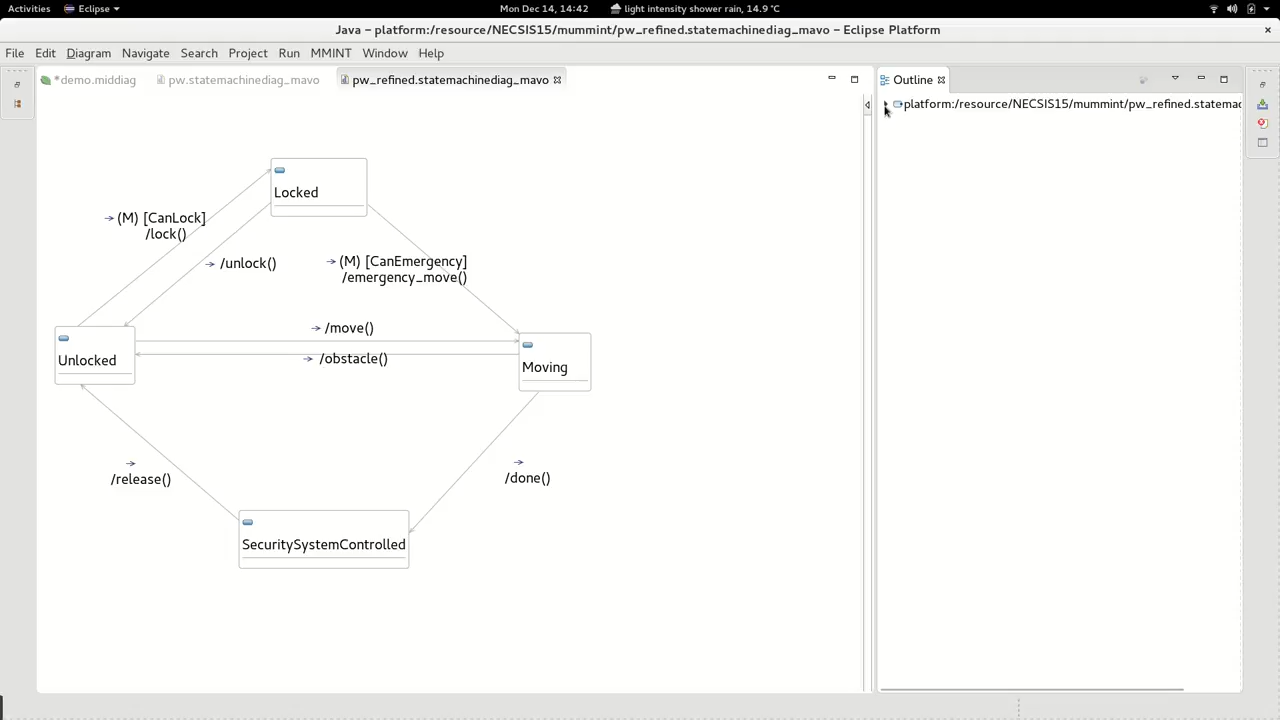 Activities Eclipse Mon Dec 14, 14:42 light intensity shower rain, 14.9 °C
Java – platform:/resource/NECSIS15/mummint/pw_refined.statemachinediag_mavo – Eclipse Platform
File Edit Diagram Navigate Search Project Run MMINT Window Help
*demo.middiag pw.statemachinediag_mavo pw_refined.statemachinediag_mavo Outline
platform:/resource/NECSIS15/mummint/pw_refined.statemac
Locked
(M) [CanLock]
/lock()
/unlock()
(M) [CanEmergency]
/emergency_move()
/move()
/obstacle()
Unlocked
Moving
/release()
/done()
SecuritySystemControlled